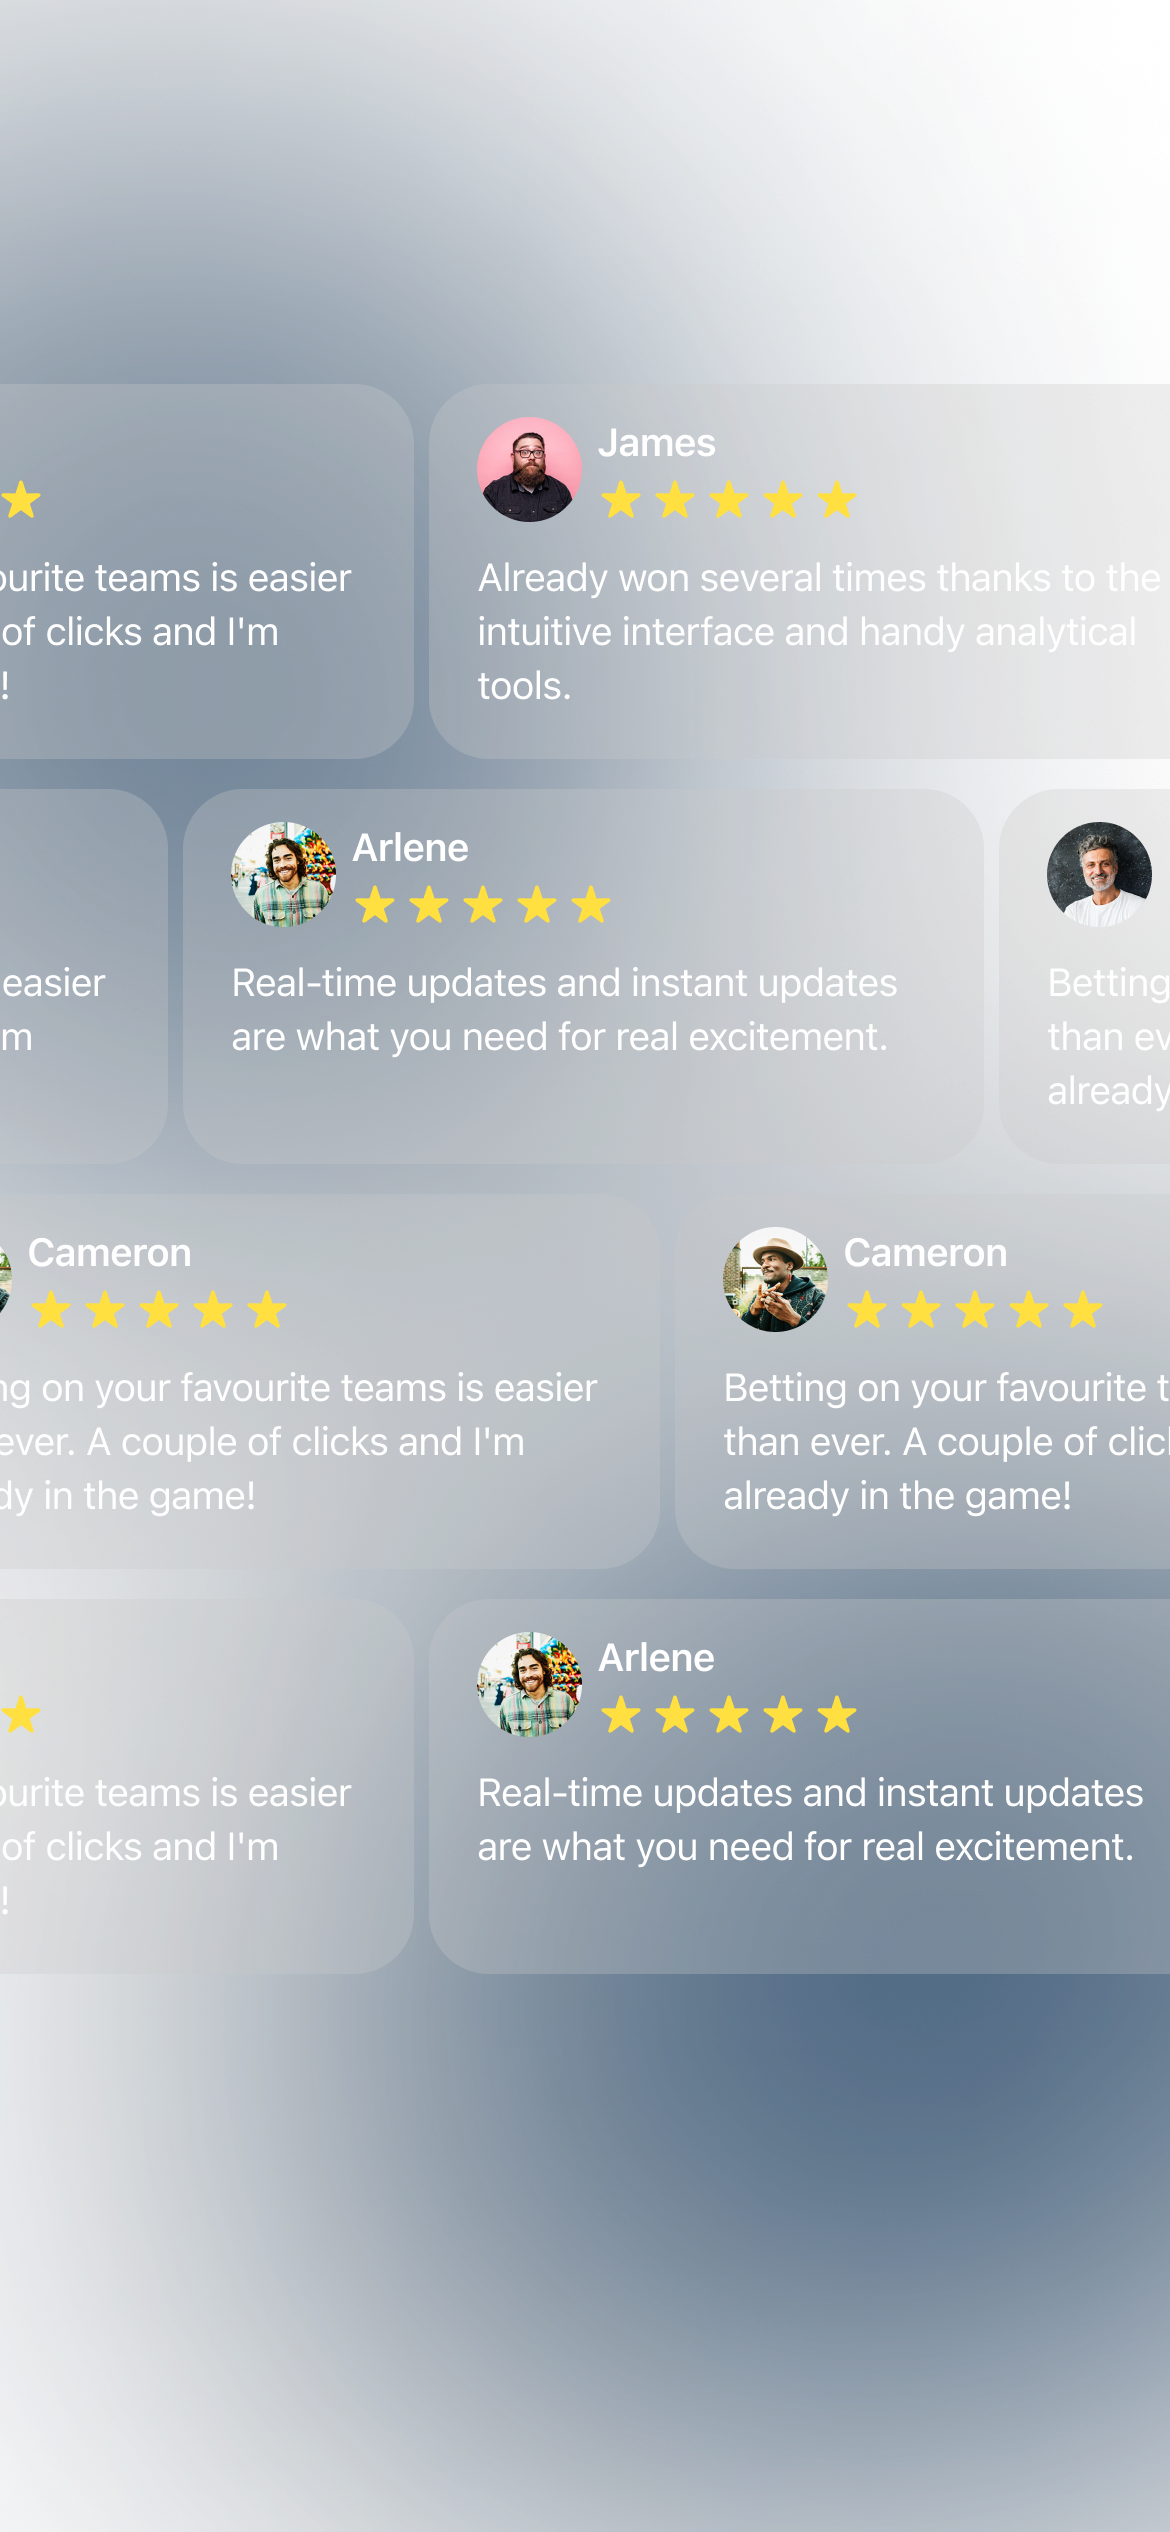 James
ourite teams is easier
of clicks and I'm
!
Already won several times thanks to the
intuitive interface and handy analytical
tools.
Arlene
easier
m
Real-time updates and instant updates
are what you need for real excitement.
Betting
than ev
already
Cameron
ng on your favourite teams is easier
ever. A couple of clicks and I'm
dy in the game!
Cameron
Betting on your favourite t
than ever. A couple of clic
already in the game!
Arlene
ourite teams is easier
of clicks and I'm
!
Real-time updates and instant updates
are what you need for real excitement.